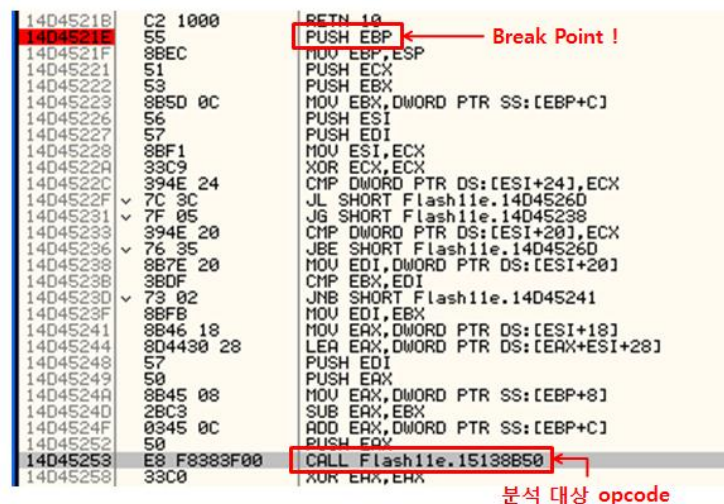 14D4521B C2 1000 RETN 10
14D4521E 55 PUSH EBP Break Point !
14D4521F 8BEC MOV EBP,ESP
14D45221 51 PUSH ECX
14D45222 53 PUSH EBX
14D45223 8B5D 0C MOV EBX,DWORD PTR SS:[EBP+C]
14D45226 56 PUSH ESI
14D45227 57 PUSH EDI
14D45228 8BF1 MOV ESI,ECX
14D4522A 33C9 XOR ECX,ECX
14D4522C 394E 24 CMP DWORD PTR DS:[ESI+24],ECX
14D4522F 7C 3C JL SHORT Flash11e.14D4526D
14D45231 7F 05 JG SHORT Flash11e.14D45238
14D45233 394E 20 CMP DWORD PTR DS:[ESI+20],ECX
14D45236 76 35 JBE SHORT Flash11e.14D4526D
14D45238 8B7E 20 MOV EDI,DWORD PTR DS:[ESI+20]
14D4523B 3BDF CMP EBX,EDI
14D4523D 73 02 JNB SHORT Flash11e.14D45241
14D4523F 8BFB MOV EDI,EBX
14D45241 8B46 18 MOV EAX,DWORD PTR DS:[ESI+18]
14D45244 8D4430 28 LEA EAX,DWORD PTR DS:[EAX+ESI+28]
14D45248 57 PUSH EDI
14D45249 50 PUSH EAX
14D4524A 8B45 08 MOV EAX,DWORD PTR SS:[EBP+8]
14D4524D 2BC3 SUB EAX,EBX
14D4524F 0345 0C ADD EAX,DWORD PTR SS:[EBP+C]
14D45252 50 PUSH EAX
14D45253 E8 F8383F00 CALL Flash11e.15138B50
14D45258 33C0 XOR EAX,EAX
분석 대상 opcode